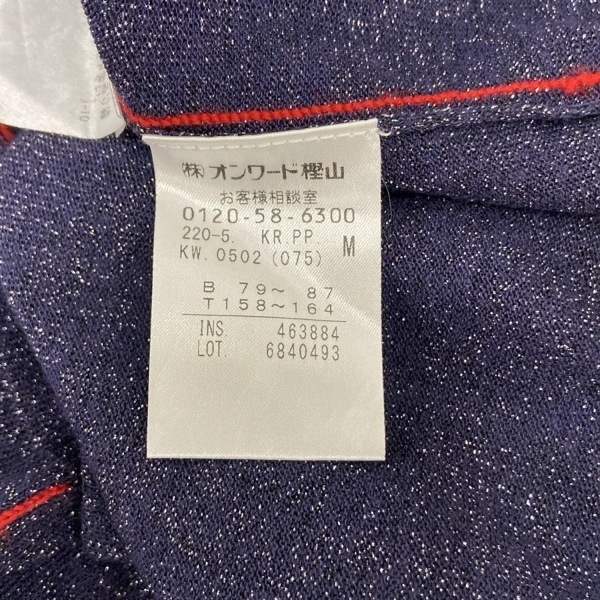 ㈱オンワード樫山
お客様相談室
0120-58-6300
220-5. KR.PP.
KW. 0502 (075) M
B 79～ 87
T 158～164
INS. 463884
LOT. 6840493